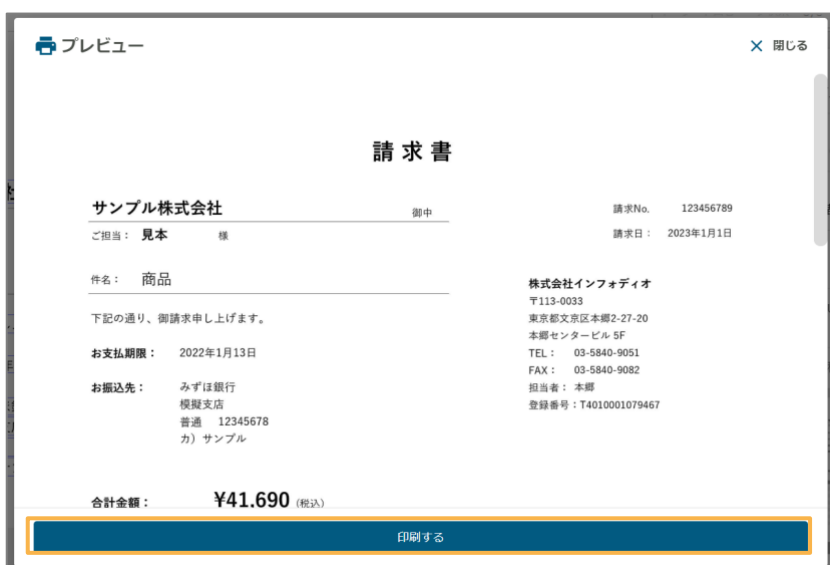 プレビュー
閉じる
請求書
サンプル株式会社 御中
ご担当： 見本 様
件名： 商品
下記の通り、御請求申し上げます。
お支払期限： 2022年1月13日
お振込先： みずほ銀行
模擬支店
普通 12345678
カ）サンプル
合計金額： ¥41,690 (税込)
請求No. 123456789
請求日： 2023年1月1日
株式会社インフォディオ
〒113-0033
東京都文京区本郷2-27-20
本郷センタービル 5F
TEL： 03-5840-9051
FAX： 03-5840-9082
担当者： 本郷
登録番号：T4010001079467
印刷する